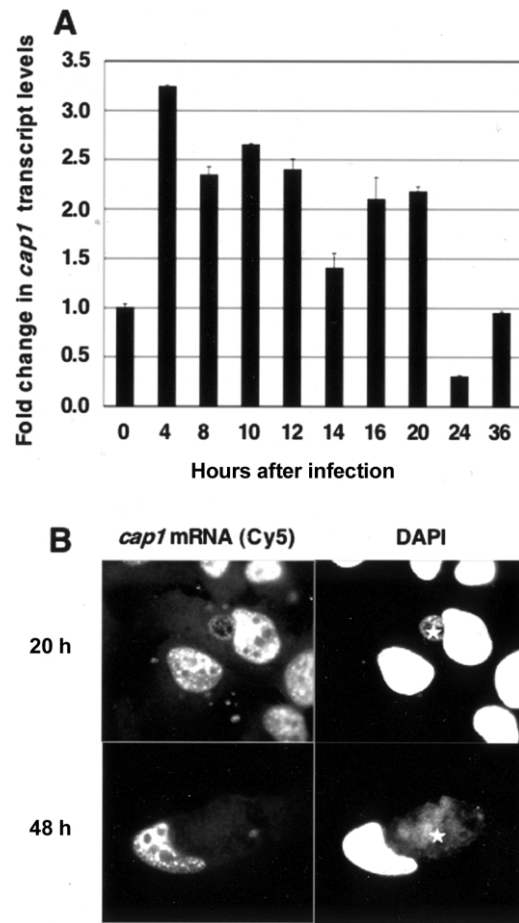 A
Fold change in cap1 transcript levels
3.5
3.0
2.5
2.0
1.5
1.0
0.5
0.0
0 4 8 10 12 14 16 20 24 36
Hours after infection
B
cap1 mRNA (Cy5) DAPI
20 h
48 h